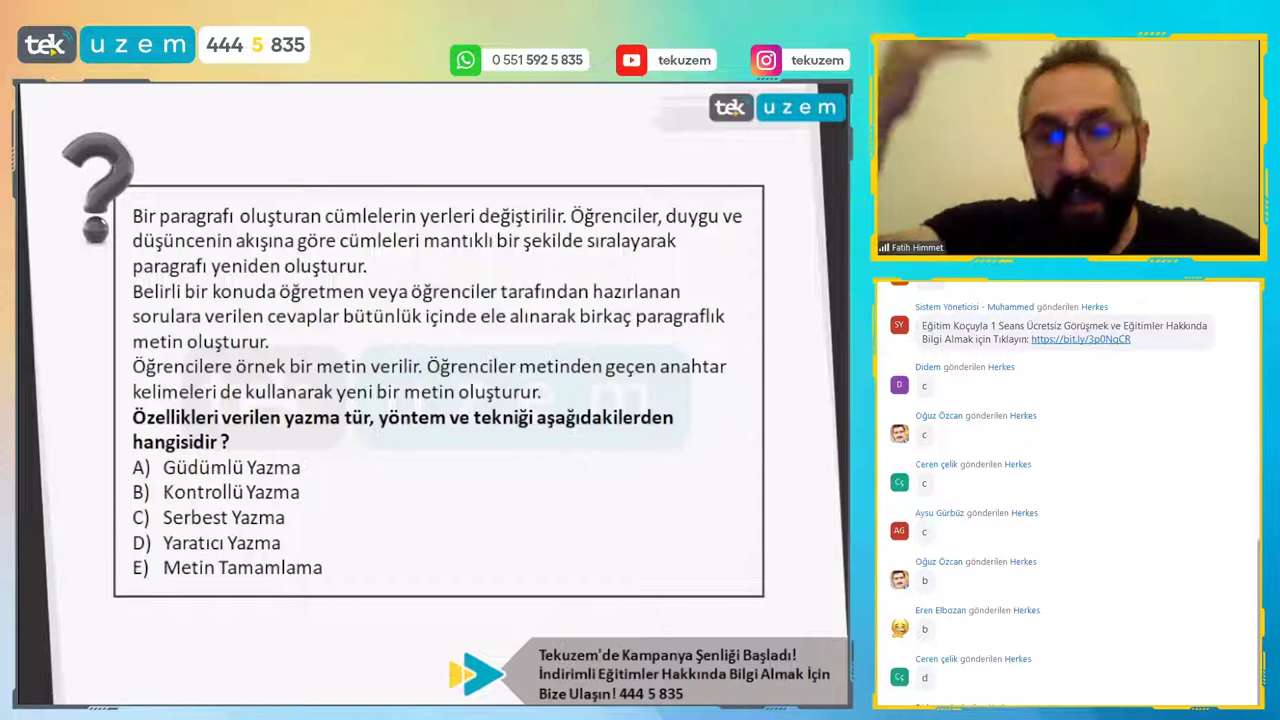 tek uzem 444 5 835
0 551 592 5 835 tekuzem tekuzem
tek uzem
Bir paragrafı oluşturan cümlelerin yerleri değiştirilir. Öğrenciler, duygu ve
düşüncenin akışına göre cümleleri mantıklı bir şekilde sıralayarak
paragrafı yeniden oluşturur.
Belirli bir konuda öğretmen veya öğrenciler tarafından hazırlanan
sorulara verilen cevaplar bütünlük içinde ele alınarak birkaç paragraflık
metin oluşturur.
Öğrencilere örnek bir metin verilir. Öğrenciler metinden geçen anahtar
kelimeleri de kullanarak yeni bir metin oluşturur.
Özellikleri verilen yazma tür, yöntem ve tekniği aşağıdakilerden
hangisidir ?
A) Güdümlü Yazma
B) Kontrollü Yazma
C) Serbest Yazma
D) Yaratıcı Yazma
E) Metin Tamamlama
Tekuzem'de Kampanya Şenliği Başladı!
İndirimli Eğitimler Hakkında Bilgi Almak İçin
Bize Ulaşın! 444 5 835
Fatih Himmet
Sistem Yöneticisi - Muhammed gönderilen Herkes
SY
Eğitim Koçuyla 1 Seans Ücretsiz Görüşmek ve Eğitimler Hakkında
Bilgi Almak için Tıklayın: https://bit.ly/3p0NqCR
Didem gönderilen Herkes
D c
Oğuz Özcan gönderilen Herkes
c
Ceren çelik gönderilen Herkes
Cç c
Aysu Gürbüz gönderilen Herkes
AG c
Oğuz Özcan gönderilen Herkes
b
Eren Elbozan gönderilen Herkes
b
Ceren çelik gönderilen Herkes
Cç d